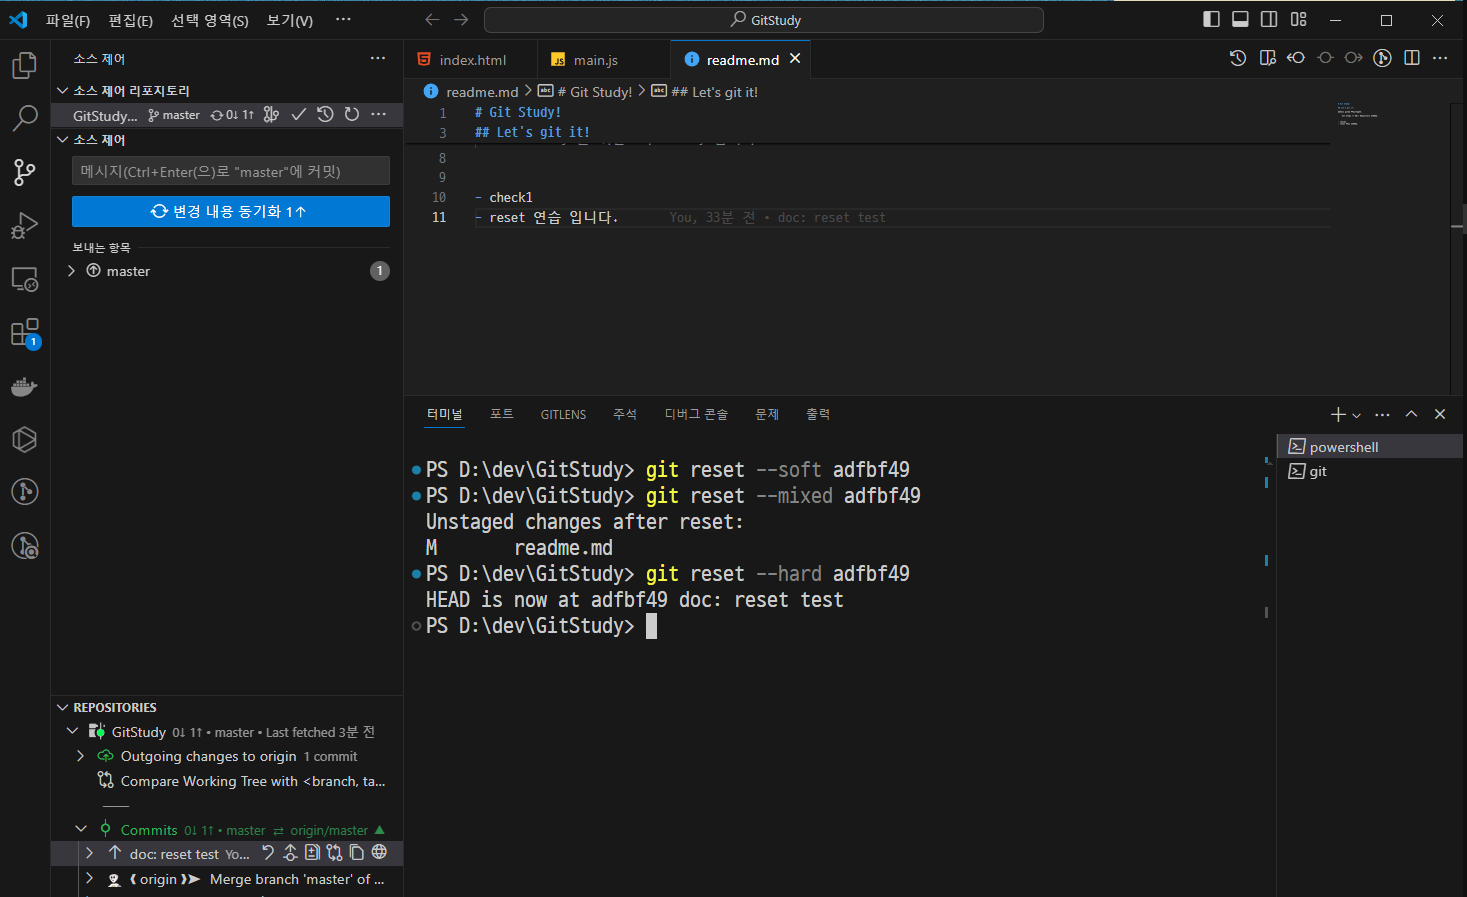 파일(F) 편집(E) 선택 영역(S) 보기(V) ···
GitStudy
소스 제어 ···
소스 제어 리포지토리
GitStudy... master 0↓ 1↑ ···
소스 제어
메시지(Ctrl+Enter(으)로 "master"에 커밋)
변경 내용 동기화 1↑
보내는 항목
master 1
1
index.html
JS main.js
readme.md
readme.md > # Git Study! > ## Let's git it!
1 # Git Study!
3 ## Let's git it!
8
9
10 - check1
11 - reset 연습 입니다. You, 33분 전 • doc: reset test
터미널 포트 GITLENS 주석 디버그 콘솔 문제 출력
PS D:\dev\GitStudy> git reset --soft adfbf49
PS D:\dev\GitStudy> git reset --mixed adfbf49
Unstaged changes after reset:
M readme.md
PS D:\dev\GitStudy> git reset --hard adfbf49
HEAD is now at adfbf49 doc: reset test
PS D:\dev\GitStudy>
powershell
git
REPOSITORIES
GitStudy 0↓ 1↑ • master • Last fetched 3분 전
Outgoing changes to origin 1 commit
Compare Working Tree with <branch, ta...
Commits 0↓ 1↑ • master ⇄ origin/master ▲
doc: reset test Yo...
origin Merge branch 'master' of ...